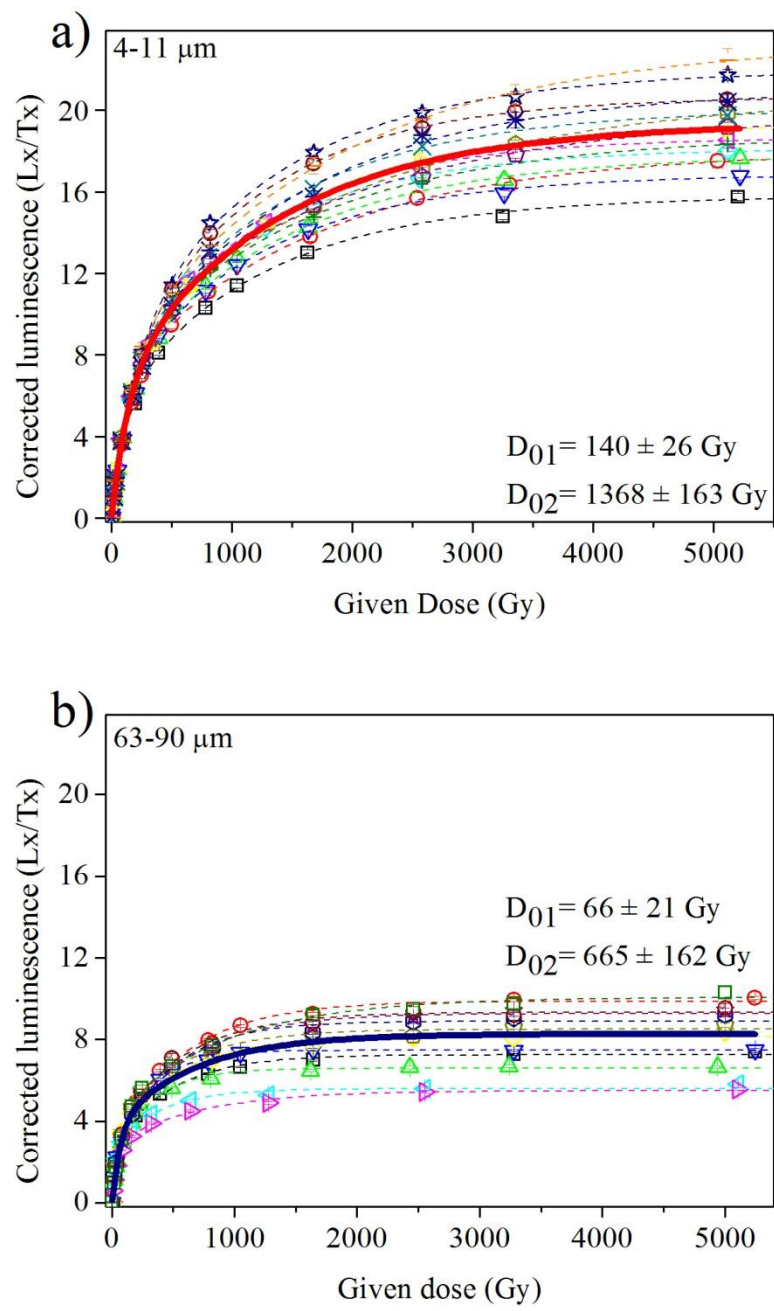 a)
4-11 μm
Corrected luminescence (Lx/Tx)
20
16
12
8
4
0
D01= 140 ± 26 Gy
D02= 1368 ± 163 Gy
0 1000 2000 3000 4000 5000
Given Dose (Gy)
b)
63-90 μm
Corrected luminescence (Lx/Tx)
20
16
12
8
4
0
D01= 66 ± 21 Gy
D02= 665 ± 162 Gy
0 1000 2000 3000 4000 5000
Given dose (Gy)